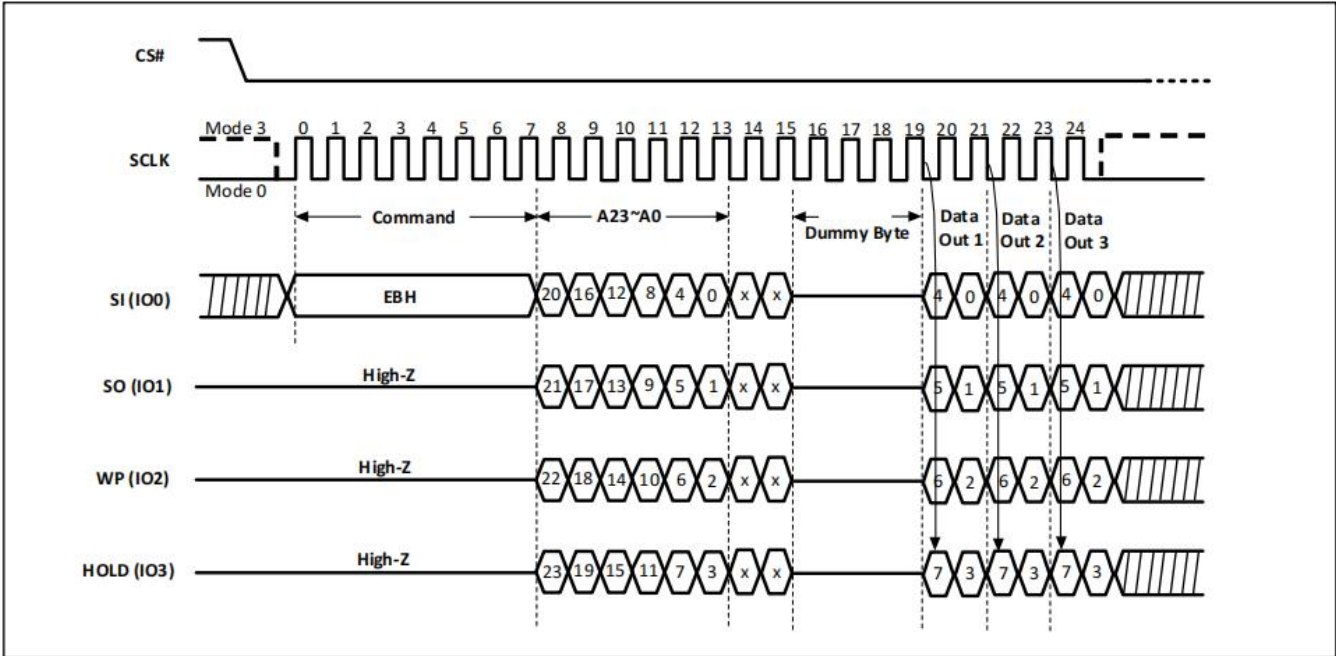 CS#
Mode 3 0 1 2 3 4 5 6 7 8 9 10 11 12 13 14 15 16 17 18 19 20 21 22 23 24
SCLK
Mode 0
Command A23~A0 Dummy Byte Data Out 1 Data Out 2 Data Out 3
SI (IO0) EBH 20 16 12 8 4 0 x x 4 0 4 0 4 0
SO (IO1) High-Z 21 17 13 9 5 1 x x 5 1 5 1 5 1
WP (IO2) High-Z 22 18 14 10 6 2 x x 6 2 6 2 6 2
HOLD (IO3) High-Z 23 19 15 11 7 3 x x 7 3 7 3 7 3